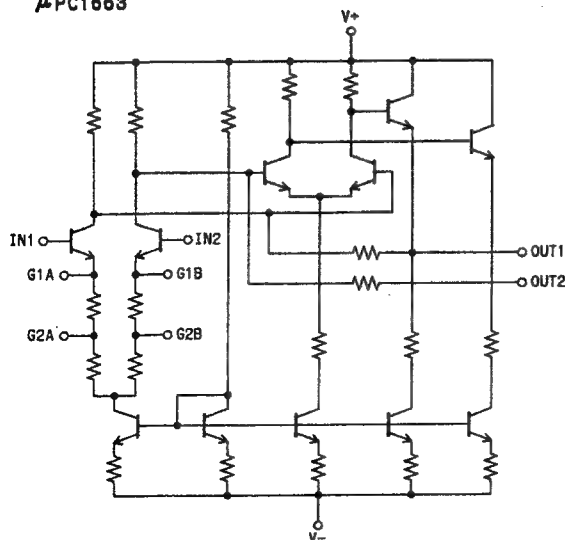 μPC1663
V+
IN1
IN2
G1A
G1B
OUT1
OUT2
G2A
G2B
V−